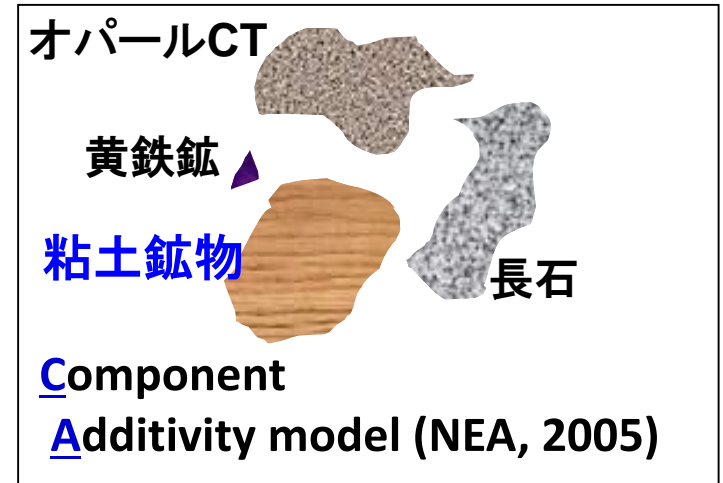 オパールCT
黄鉄鉱
粘土鉱物
長石
Component
Additivity model (NEA, 2005)